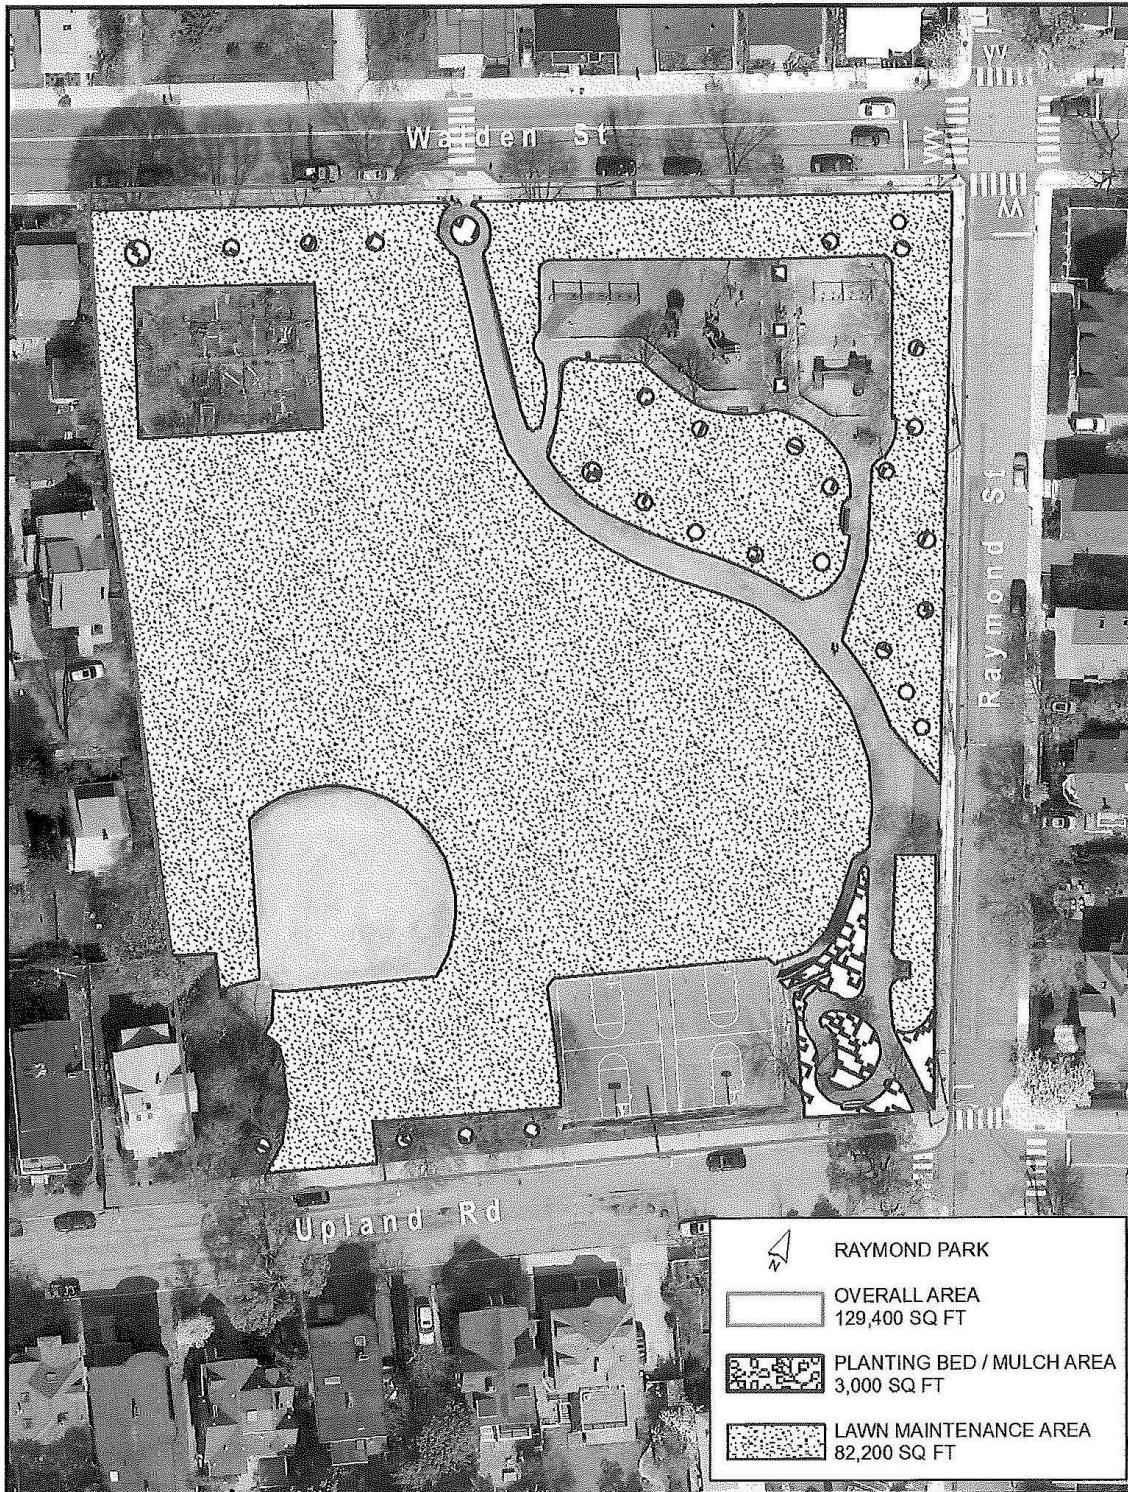 Walden St
Raymond St
Upland Rd
N
RAYMOND PARK
OVERALL AREA
129,400 SQ FT
PLANTING BED / MULCH AREA
3,000 SQ FT
LAWN MAINTENANCE AREA
82,200 SQ FT